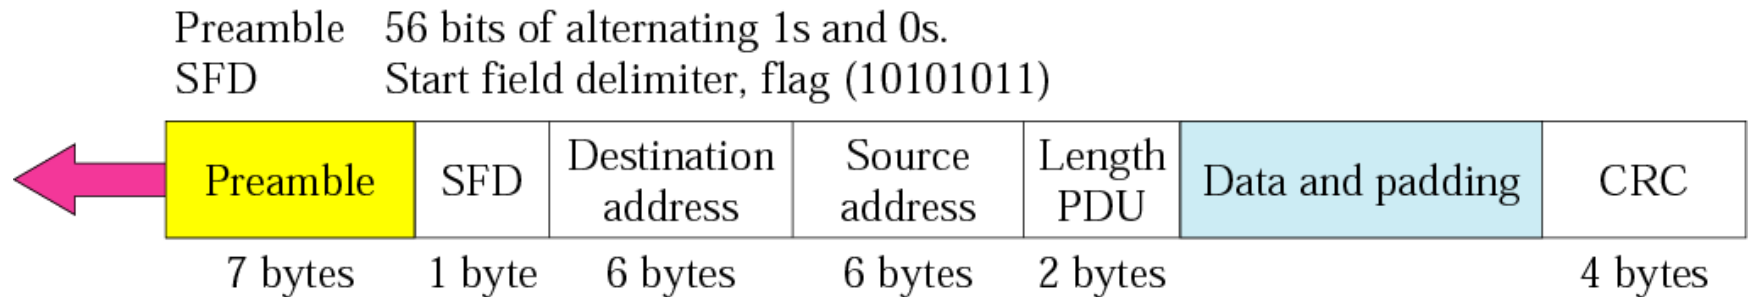 Preamble 56 bits of alternating 1s and 0s.
SFD Start field delimiter, flag (10101011)
Preamble
SFD
Destination
address
Source
address
Length
PDU
Data and padding
CRC
7 bytes
1 byte
6 bytes
6 bytes
2 bytes
4 bytes